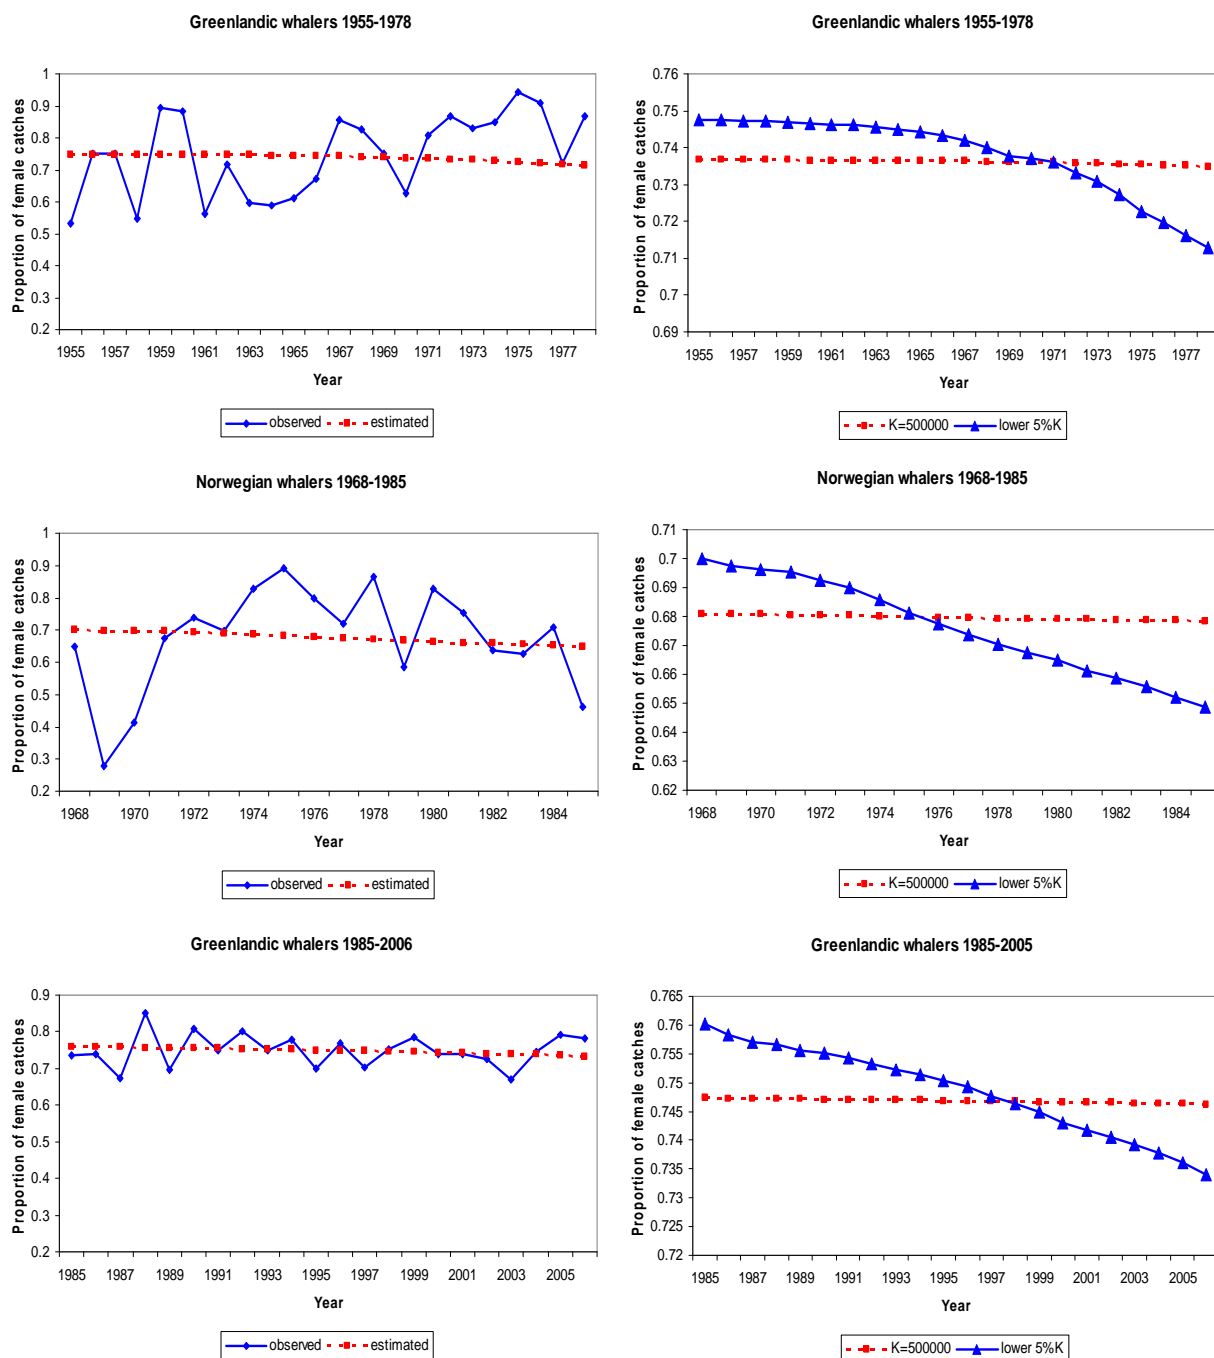 Greenlandic whalers 1955-1978
Proportion of female catches
1
0.9
0.8
0.7
0.6
0.5
0.4
0.3
0.2
1955 1957 1959 1961 1963 1965 1967 1969 1971 1973 1975 1977
Year
observed estimated
Greenlandic whalers 1955-1978
Proportion of female catches
0.76
0.75
0.74
0.73
0.72
0.71
0.7
0.69
1955 1957 1959 1961 1963 1965 1967 1969 1971 1973 1975 1977
Year
K=500000 lower 5%K
Norwegian whalers 1968-1985
Proportion of female catches
1
0.9
0.8
0.7
0.6
0.5
0.4
0.3
0.2
1968 1970 1972 1974 1976 1978 1980 1982 1984
Year
observed estimated
Norwegian whalers 1968-1985
Proportion of female catches
0.71
0.7
0.69
0.68
0.67
0.66
0.65
0.64
0.63
0.62
1968 1970 1972 1974 1976 1978 1980 1982 1984
Year
K=500000 lower 5%K
Greenlandic whalers 1985-2006
Proportion of female catches
0.9
0.8
0.7
0.6
0.5
0.4
0.3
0.2
1985 1987 1989 1991 1993 1995 1997 1999 2001 2003 2005
Year
observed estimated
Greenlandic whalers 1985-2005
Proportion of female catches
0.765
0.76
0.755
0.75
0.745
0.74
0.735
0.73
0.725
0.72
1985 1987 1989 1991 1993 1995 1997 1999 2001 2003 2005
Year
K=500000 lower 5%K